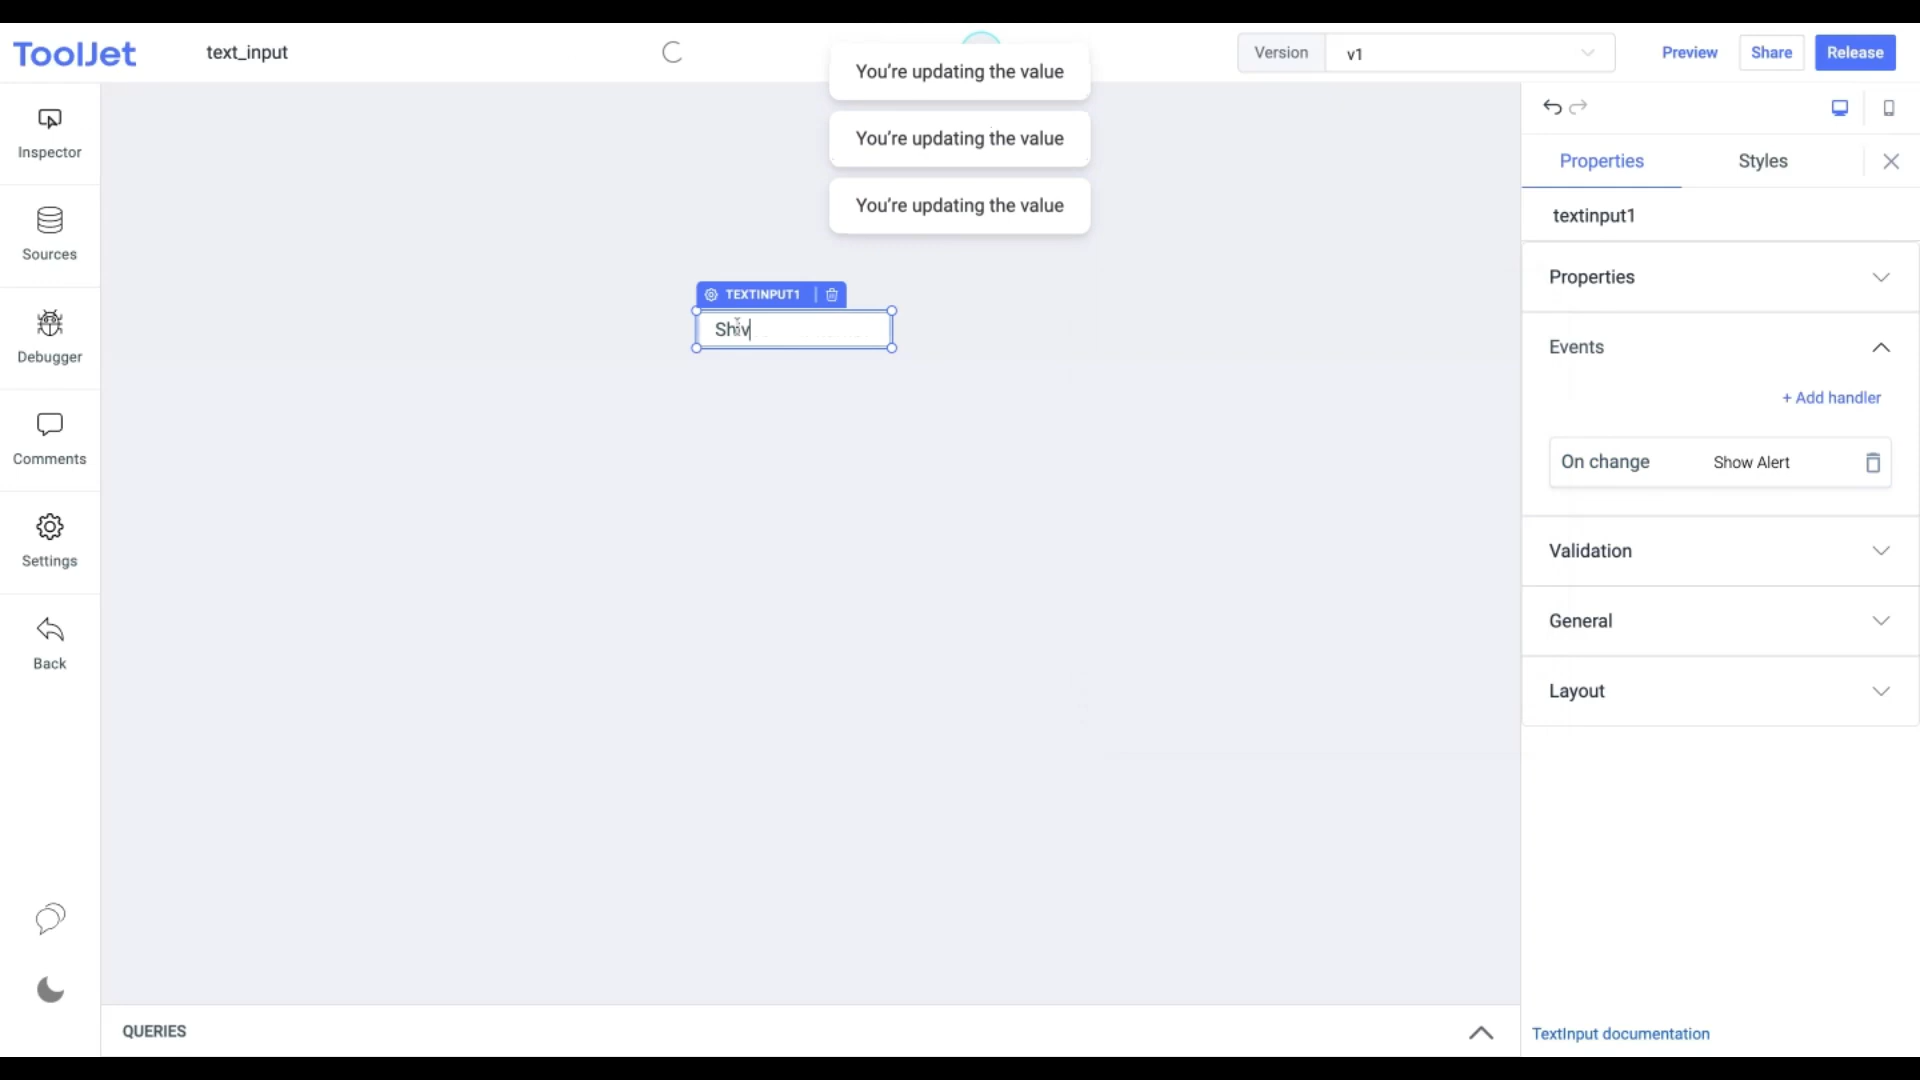 ToolJet
text_input
Version
v1
Preview
Share
Release
You're updating the value
You're updating the value
You're updating the value
Inspector
Sources
Debugger
Comments
Settings
Back
TEXTINPUT1
Shiv
Properties
Styles
textinput1
Properties
Events
+ Add handler
On change
Show Alert
Validation
General
Layout
QUERIES
TextInput documentation